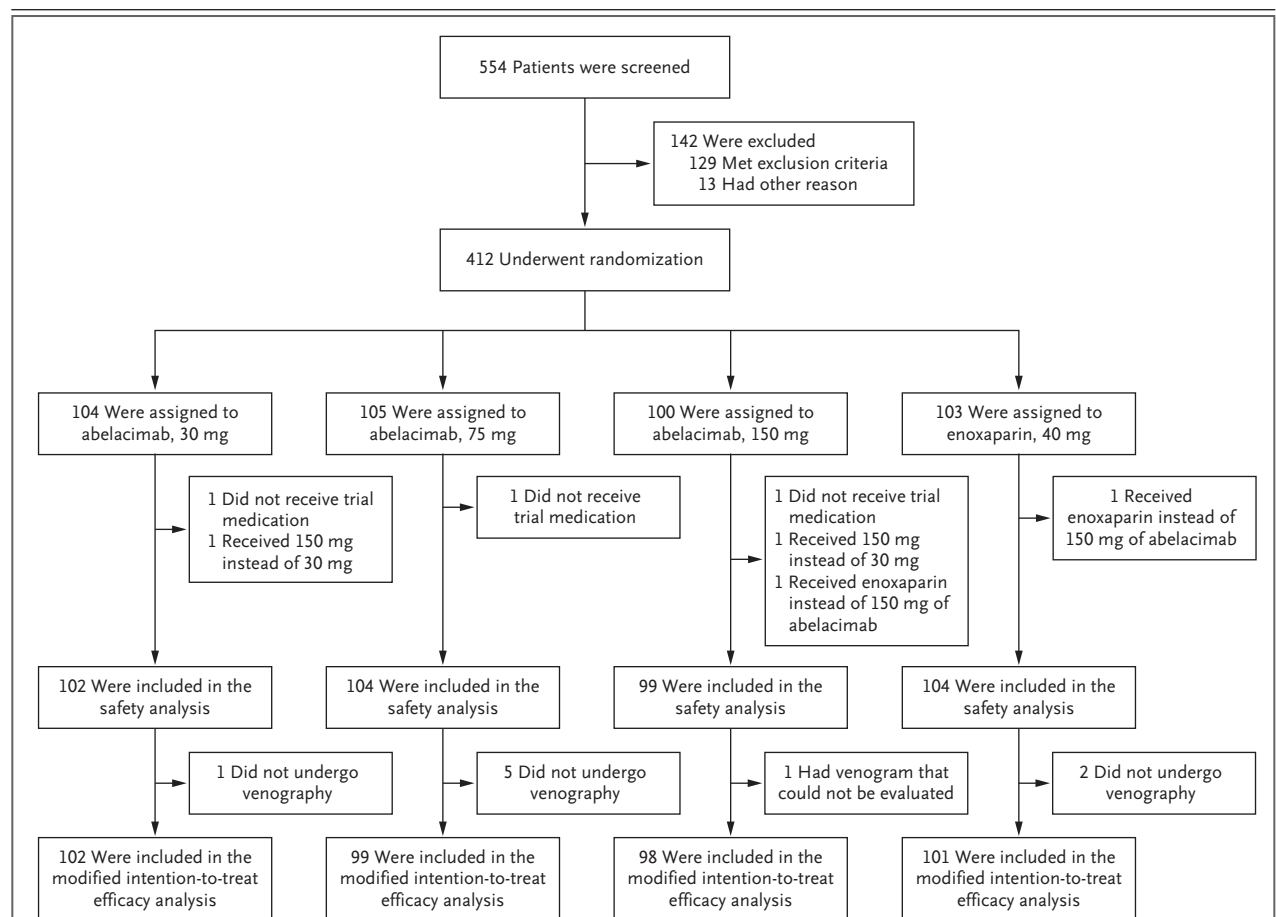 554 Patients were screened
142 Were excluded
129 Met exclusion criteria
13 Had other reason
412 Underwent randomization
104 Were assigned to
abelacimab, 30 mg
105 Were assigned to
abelacimab, 75 mg
100 Were assigned to
abelacimab, 150 mg
103 Were assigned to
enoxaparin, 40 mg
1 Did not receive trial
medication
1 Received 150 mg
instead of 30 mg
1 Did not receive
trial medication
1 Did not receive trial
medication
1 Received 150 mg
instead of 30 mg
1 Received enoxaparin
instead of 150 mg of
abelacimab
1 Received
enoxaparin instead of
150 mg of abelacimab
102 Were included in the
safety analysis
104 Were included in the
safety analysis
99 Were included in the
safety analysis
104 Were included in the
safety analysis
1 Did not undergo
venography
5 Did not undergo
venography
1 Had venogram that
could not be evaluated
2 Did not undergo
venography
102 Were included in the
modified intention-to-treat
efficacy analysis
99 Were included in the
modified intention-to-treat
efficacy analysis
98 Were included in the
modified intention-to-treat
efficacy analysis
101 Were included in the
modified intention-to-treat
efficacy analysis